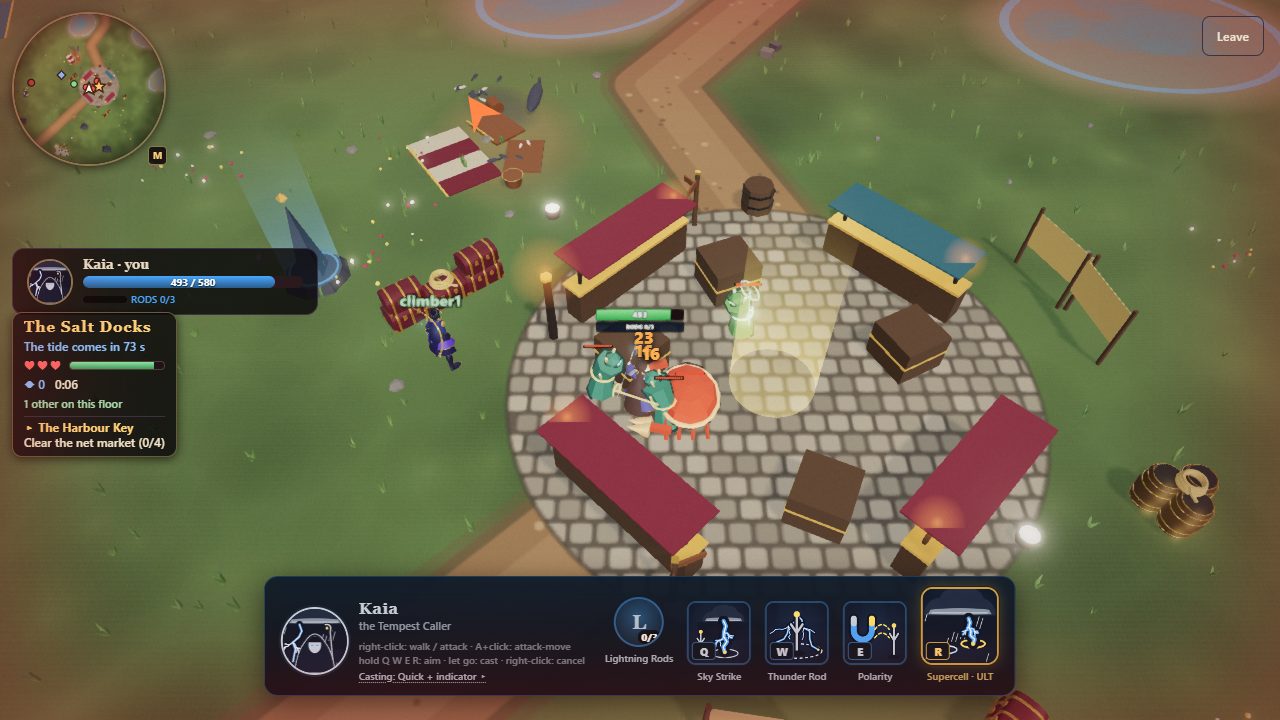 Leave
M
Kaia · you
493 / 580
RODS 0/3
The Salt Docks
The tide comes in 73 s
0 0:06
1 other on this floor
The Harbour Key
Clear the net market (0/4)
climber1
493
RODS 0/3
23
16
Kaia
the Tempest Caller
right-click: walk / attack · A+click: attack-move
hold Q W E R: aim · let go: cast · right-click: cancel
Casting: Quick + indicator
L
Lightning Rods
Q
Sky Strike
W
Thunder Rod
E
Polarity
R
Supercell · ULT